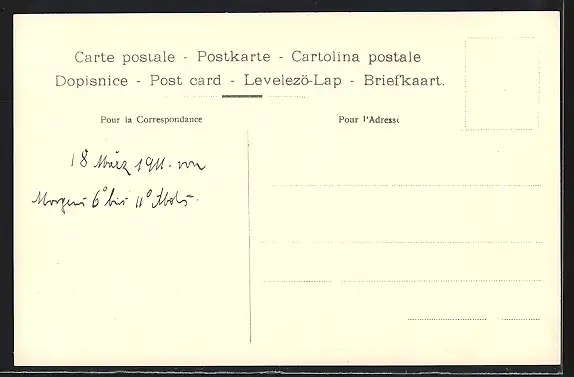 Carte postale - Postkarte - Cartolina postale
Dopisnice - Post card - Levelezö-Lap - Briefkaart.
Pour la Correspondance
Pour l'Adresse
18 März 1911. von
Morgens 6° bis 11° Abds.